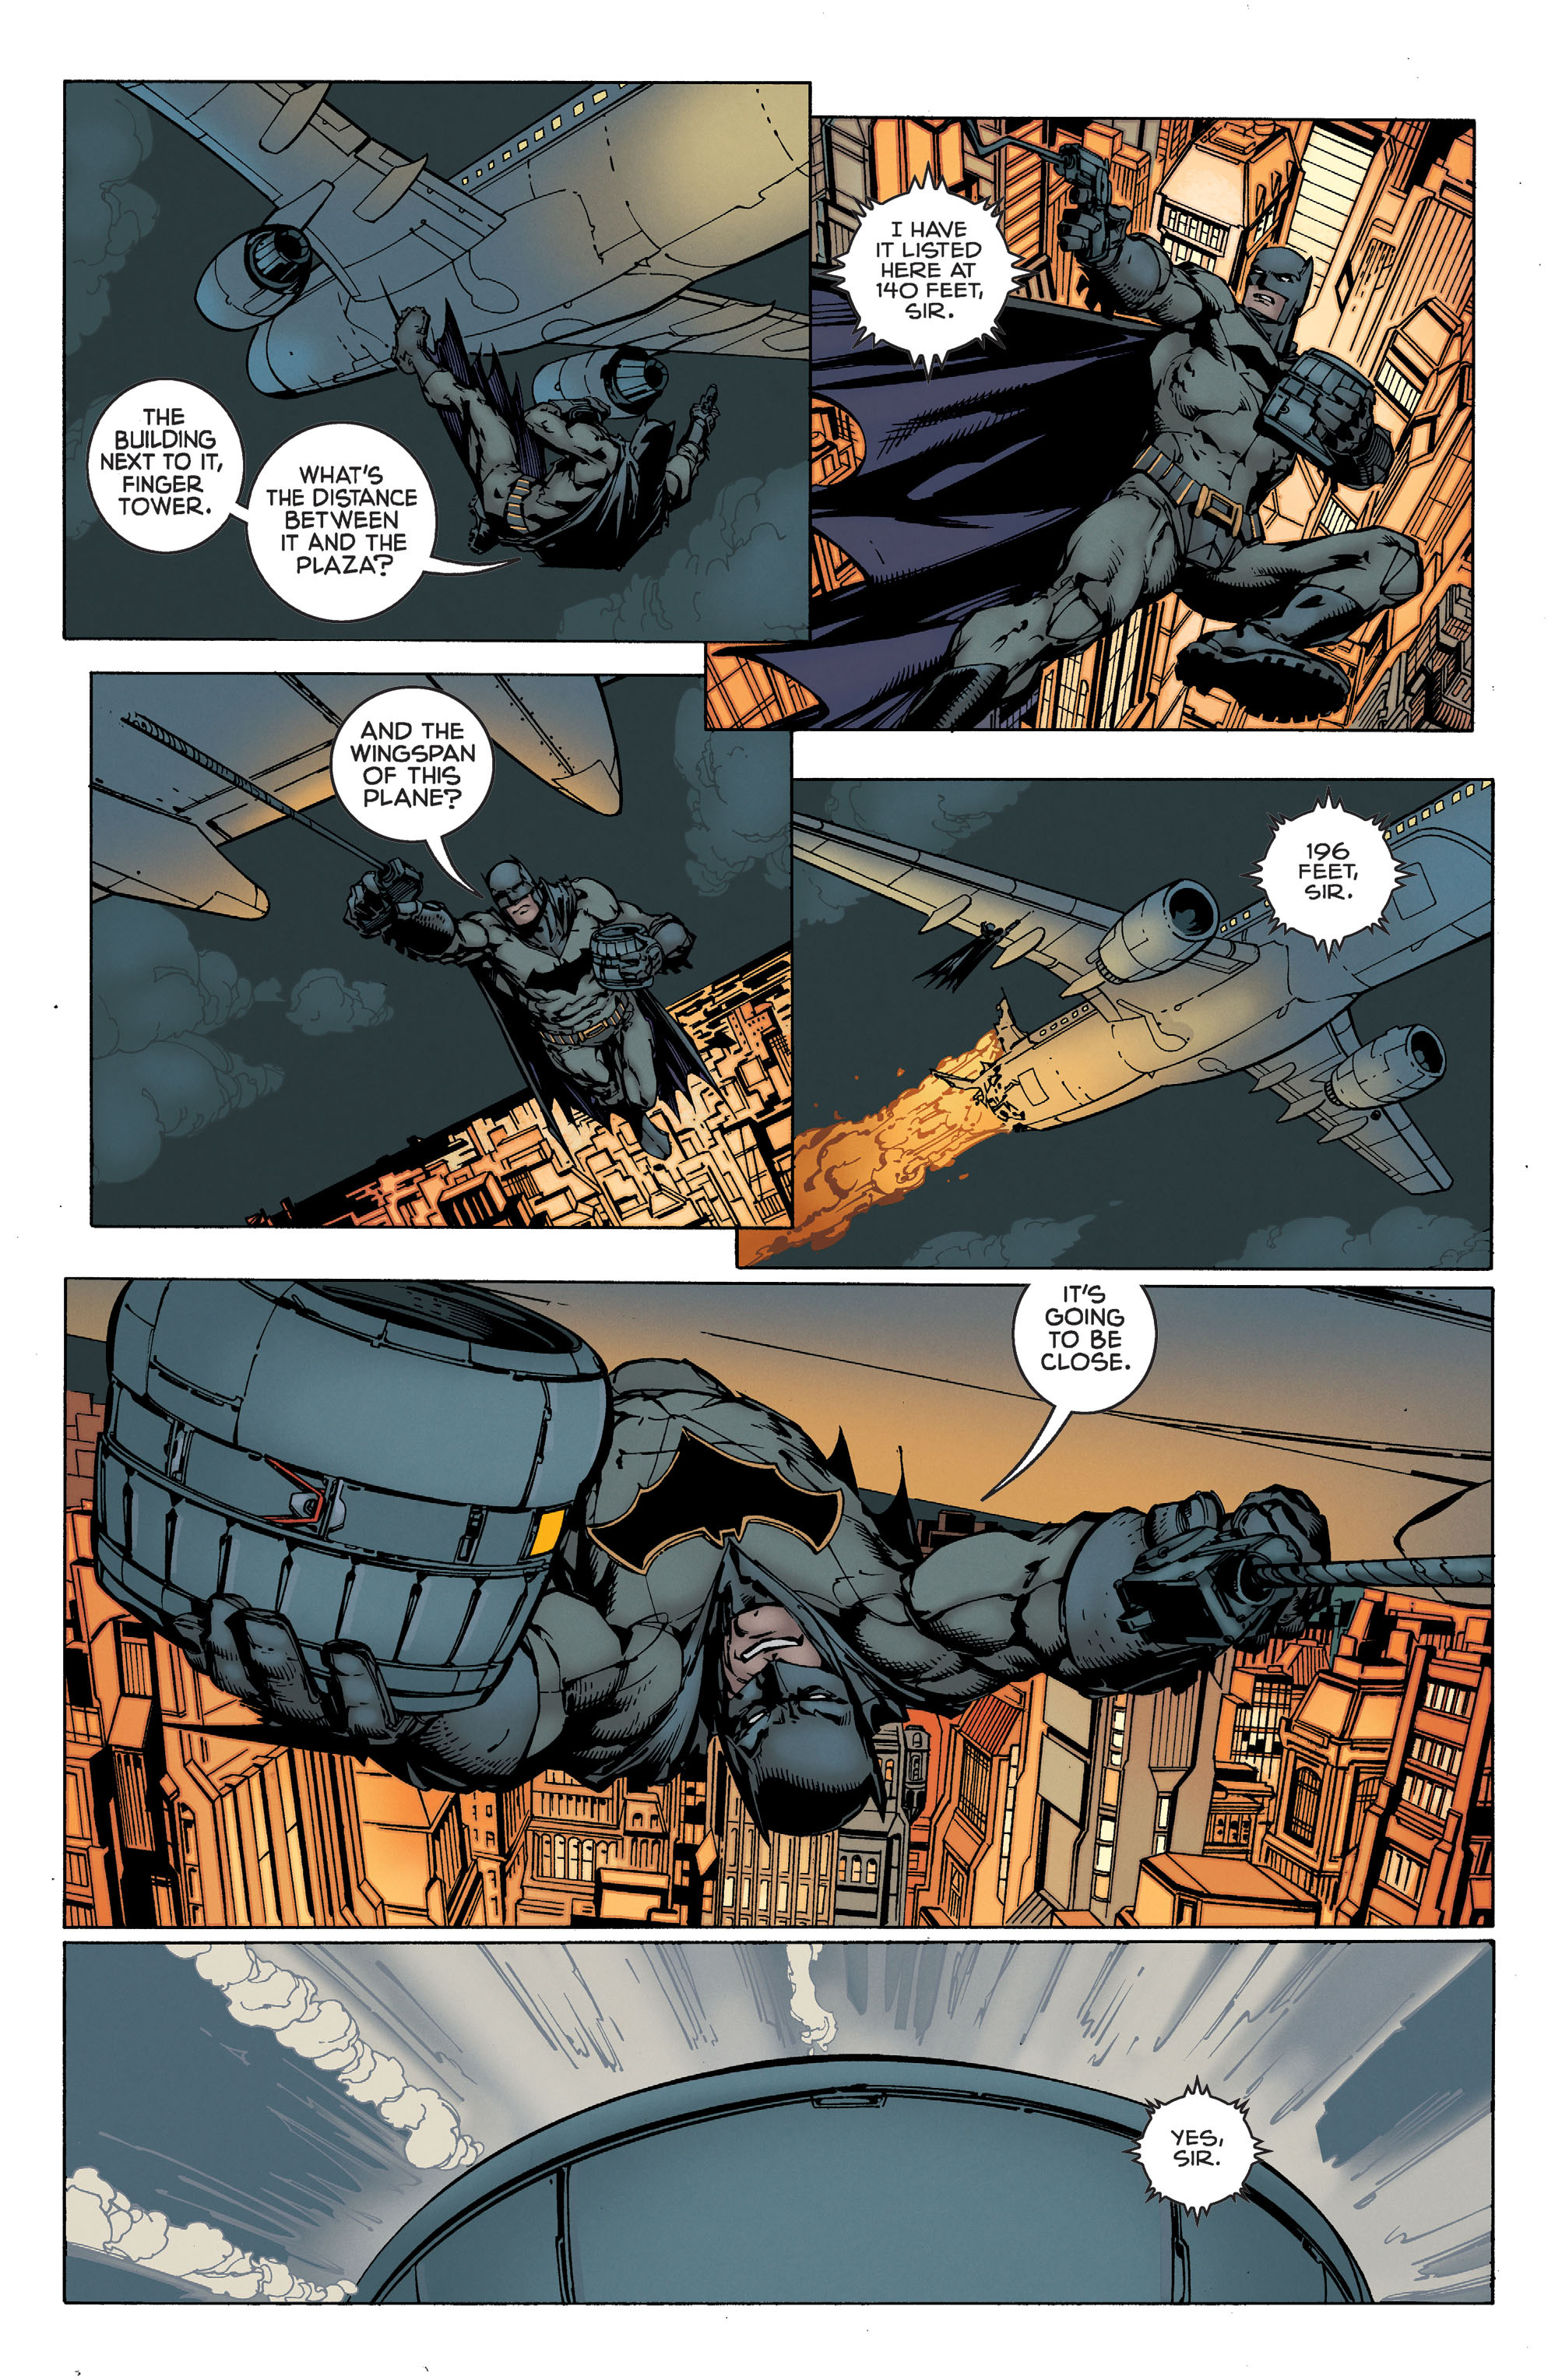 THE
BUILDING
NEXT TO IT,
FINGER
TOWER.
WHAT'S
THE DISTANCE
BETWEEN
IT AND THE
PLAZA?
I HAVE
IT LISTED
HERE AT
140 FEET,
SIR.
AND THE
WINGSPAN
OF THIS
PLANE?
196
FEET,
SIR.
IT'S
GOING
TO BE
CLOSE.
YES,
SIR.